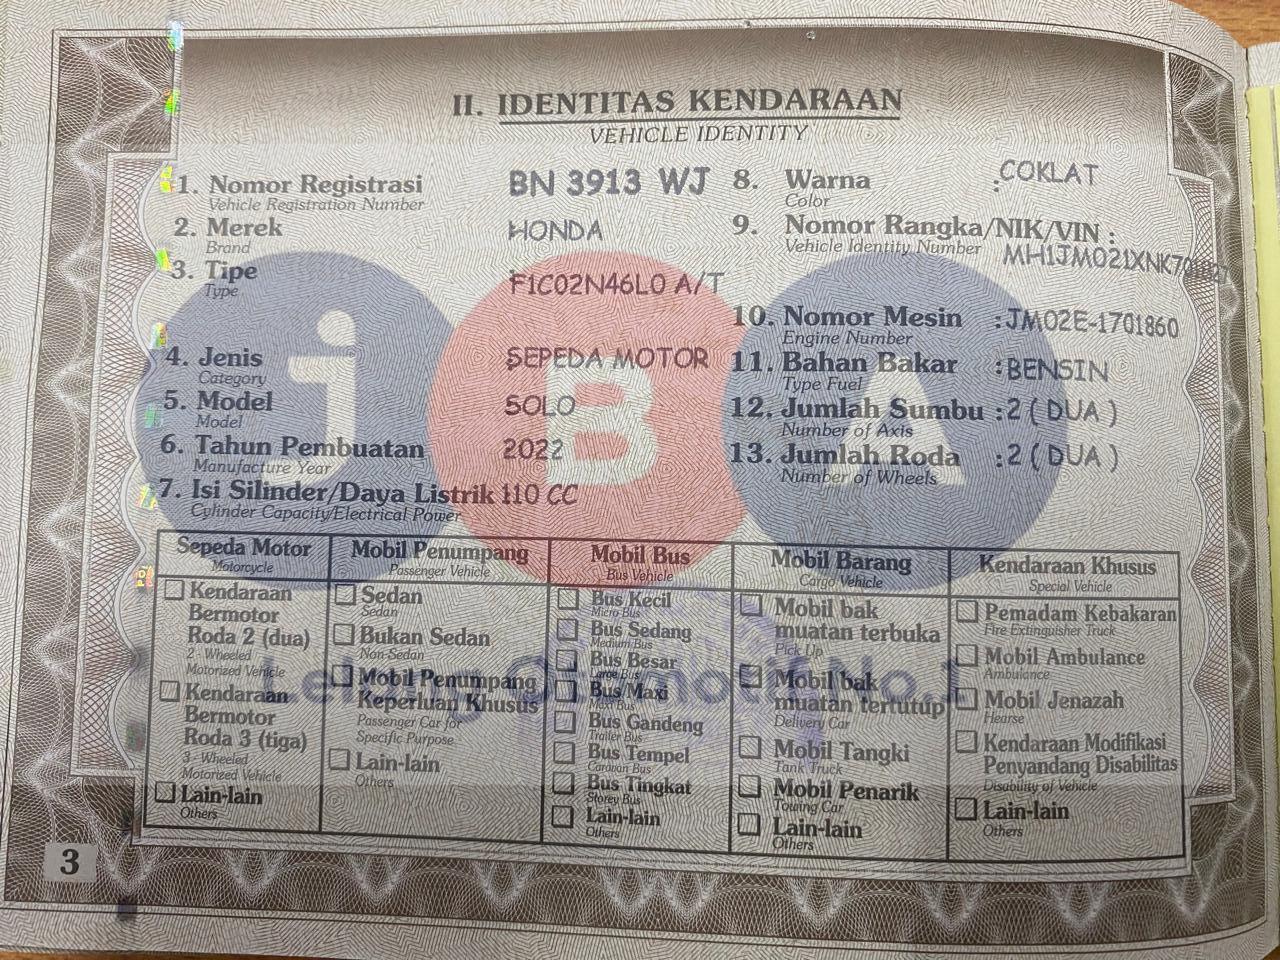 II. IDENTITAS KENDARAAN
VEHICLE IDENTITY
1. Nomor Registrasi BN 3913 WJ
Vehicle Registration Number
2. Merek HONDA
Brand
3. Tipe F1C02N46L0 A/T
Type
4. Jenis SEPEDA MOTOR
Category
5. Model SOLO
Model
6. Tahun Pembuatan 2022
Manufacture Year
7. Isi Silinder/Daya Listrik 110 CC
Cylinder Capacity/Electrical Power
8. Warna : COKLAT
Color
9. Nomor Rangka/NIK/VIN :
Vehicle Identity Number
10. Nomor Mesin : JM02E-1701860
Engine Number
11. Bahan Bakar : BENSIN
Type Fuel
12. Jumlah Sumbu : 2 ( DUA )
Number of Axis
13. Jumlah Roda : 2 ( DUA )
Number of Wheels
j B A
Sepeda Motor
Motorcycle
Kendaraan
Bermotor
Roda 2 (dua)
2 - Wheeled
Motorized Vehicle
Kendaraan
Bermotor
Roda 3 (tiga)
3 - Wheeled
Motorized Vehicle
Lain-lain
Others
Mobil Penumpang
Passenger Vehicle
Sedan
Sedan
Bukan Sedan
Non-Sedan
Mobil Penumpang
Keperluan Khusus
Passenger Car for
Specific Purpose
Lain-lain
Others
Mobil Bus
Bus Vehicle
Bus Kecil
Micro Bus
Bus Sedang
Medium Bus
Bus Besar
Large Bus
Bus Maxi
Maxi Bus
Bus Gandeng
Trailer Bus
Bus Tempel
Caravan Bus
Bus Tingkat
Storey Bus
Lain-lain
Others
Mobil Barang
Cargo Vehicle
Mobil bak
muatan terbuka
Pick Up
Mobil bak
muatan tertutup
Delivery Car
Mobil Tangki
Tank Truck
Mobil Penarik
Towing Car
Lain-lain
Others
Kendaraan Khusus
Special Vehicle
Pemadam Kebakaran
Fire Extinguisher Truck
Mobil Ambulance
Ambulance
Mobil Jenazah
Hearse
Kendaraan Modifikasi
Penyandang Disabilitas
Disability of Vehicle
Lain-lain
Others
3